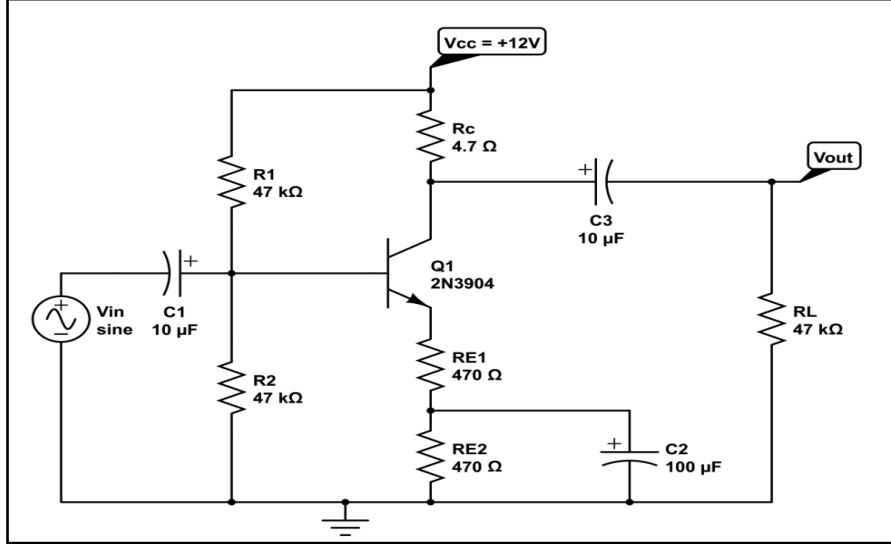 Vcc = +12V
Rc
4.7 Ω
R1
47 kΩ
Vout
+
C3
10 µF
Q1
2N3904
+
C1
10 µF
+
Vin
sine
RL
47 kΩ
RE1
470 Ω
R2
47 kΩ
RE2
470 Ω
+
C2
100 µF